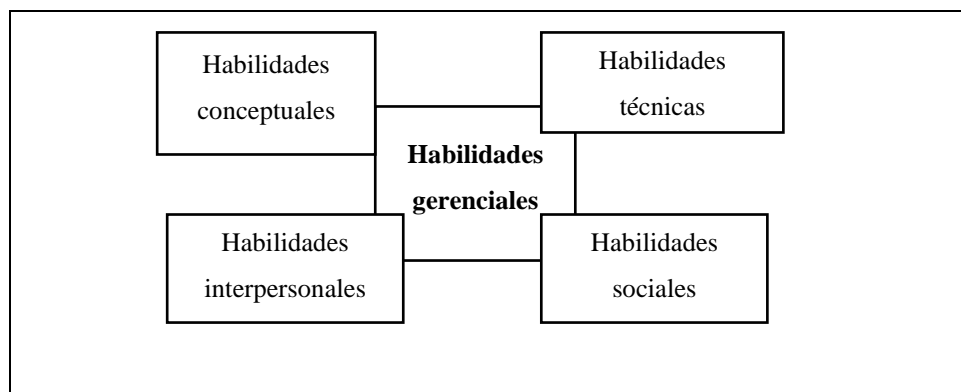 Habilidades
conceptuales
Habilidades
técnicas
Habilidades
gerenciales
Habilidades
interpersonales
Habilidades
sociales